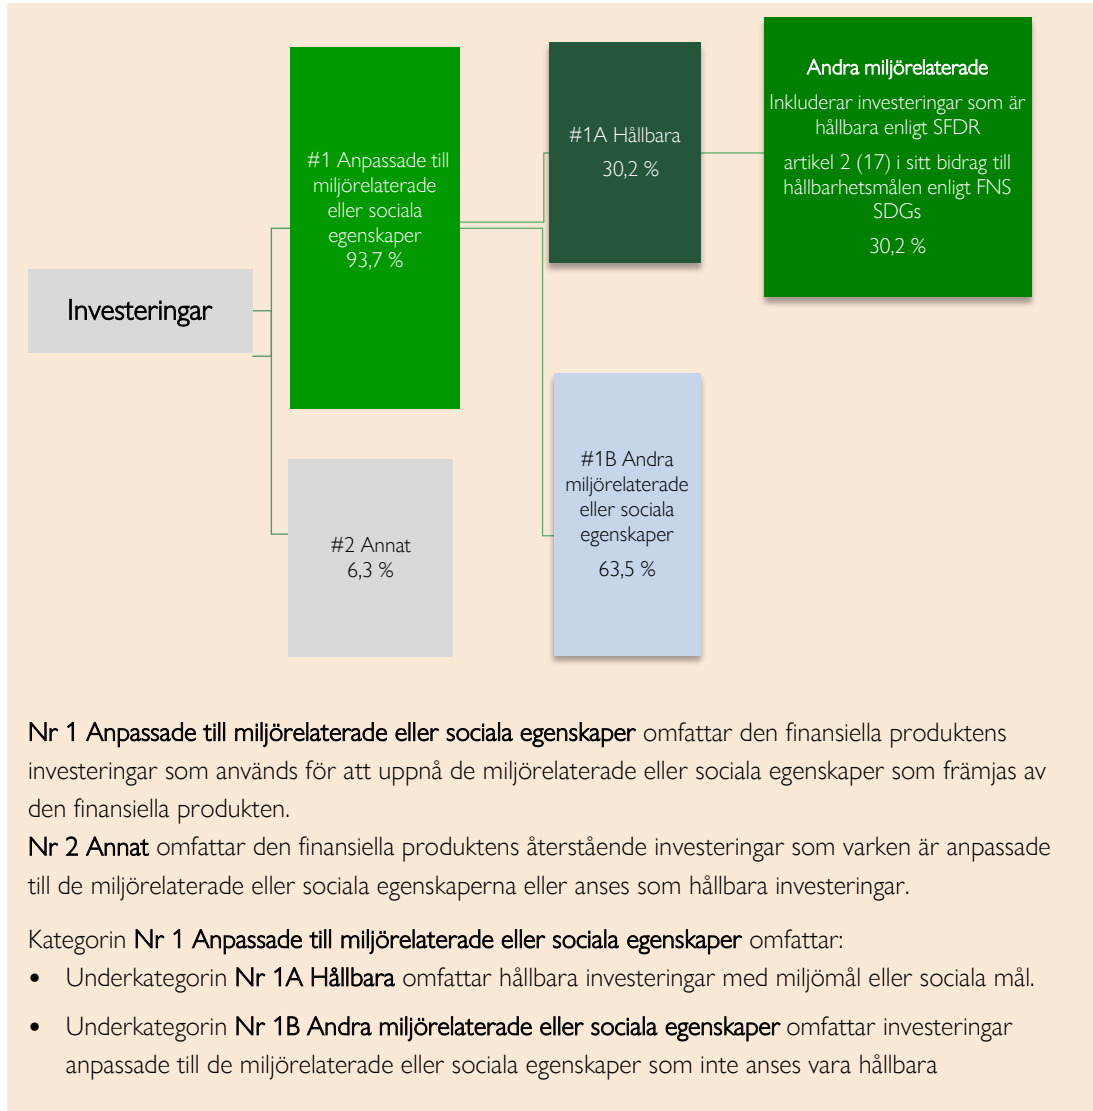 Investeringar
#1 Anpassade till
miljörelaterade
eller sociala
egenskaper
93,7 %
#2 Annat
6,3 %
#1A Hållbara
30,2 %
#1B Andra
miljörelaterade
eller sociala
egenskaper
63,5 %
Andra miljörelaterade
Inkluderar investeringar som är
hållbara enligt SFDR
artikel 2 (17) i sitt bidrag till
hållbarhetsmålen enligt FNS
SDGs
30,2 %
Nr 1 Anpassade till miljörelaterade eller sociala egenskaper omfattar den finansiella produktens
investeringar som används för att uppnå de miljörelaterade eller sociala egenskaper som främjas av
den finansiella produkten.
Nr 2 Annat omfattar den finansiella produktens återstående investeringar som varken är anpassade
till de miljörelaterade eller sociala egenskaperna eller anses som hållbara investeringar.
Kategorin Nr 1 Anpassade till miljörelaterade eller sociala egenskaper omfattar:
• Underkategorin Nr 1A Hållbara omfattar hållbara investeringar med miljömål eller sociala mål.
• Underkategorin Nr 1B Andra miljörelaterade eller sociala egenskaper omfattar investeringar
anpassade till de miljörelaterade eller sociala egenskaper som inte anses vara hållbara